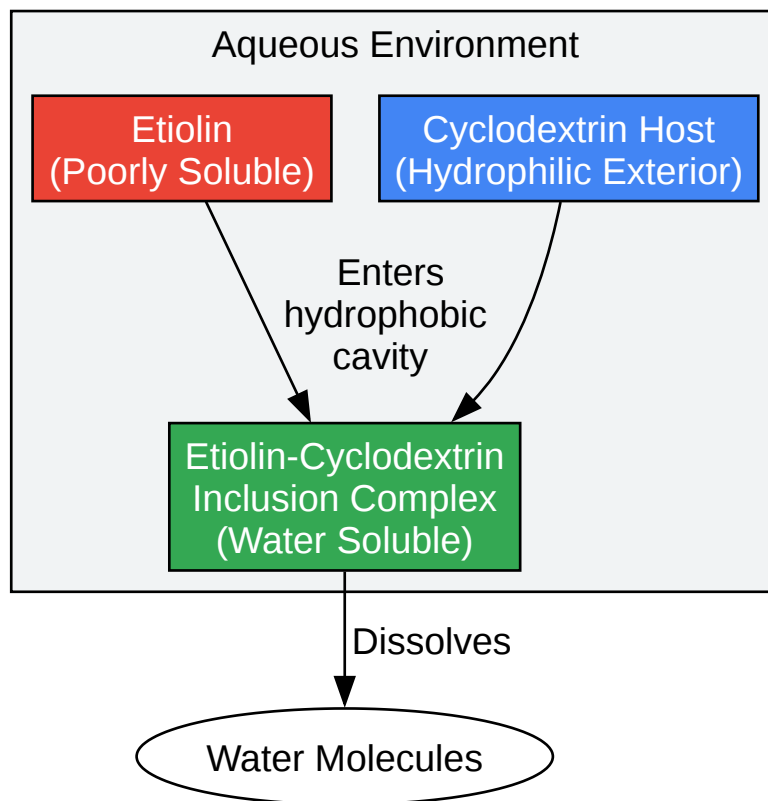 Aqueous Environment
Etiolin
(Poorly Soluble)
Cyclodextrin Host
(Hydrophilic Exterior)
Enters
hydrophobic
cavity
Etiolin-Cyclodextrin
Inclusion Complex
(Water Soluble)
Dissolves
Water Molecules